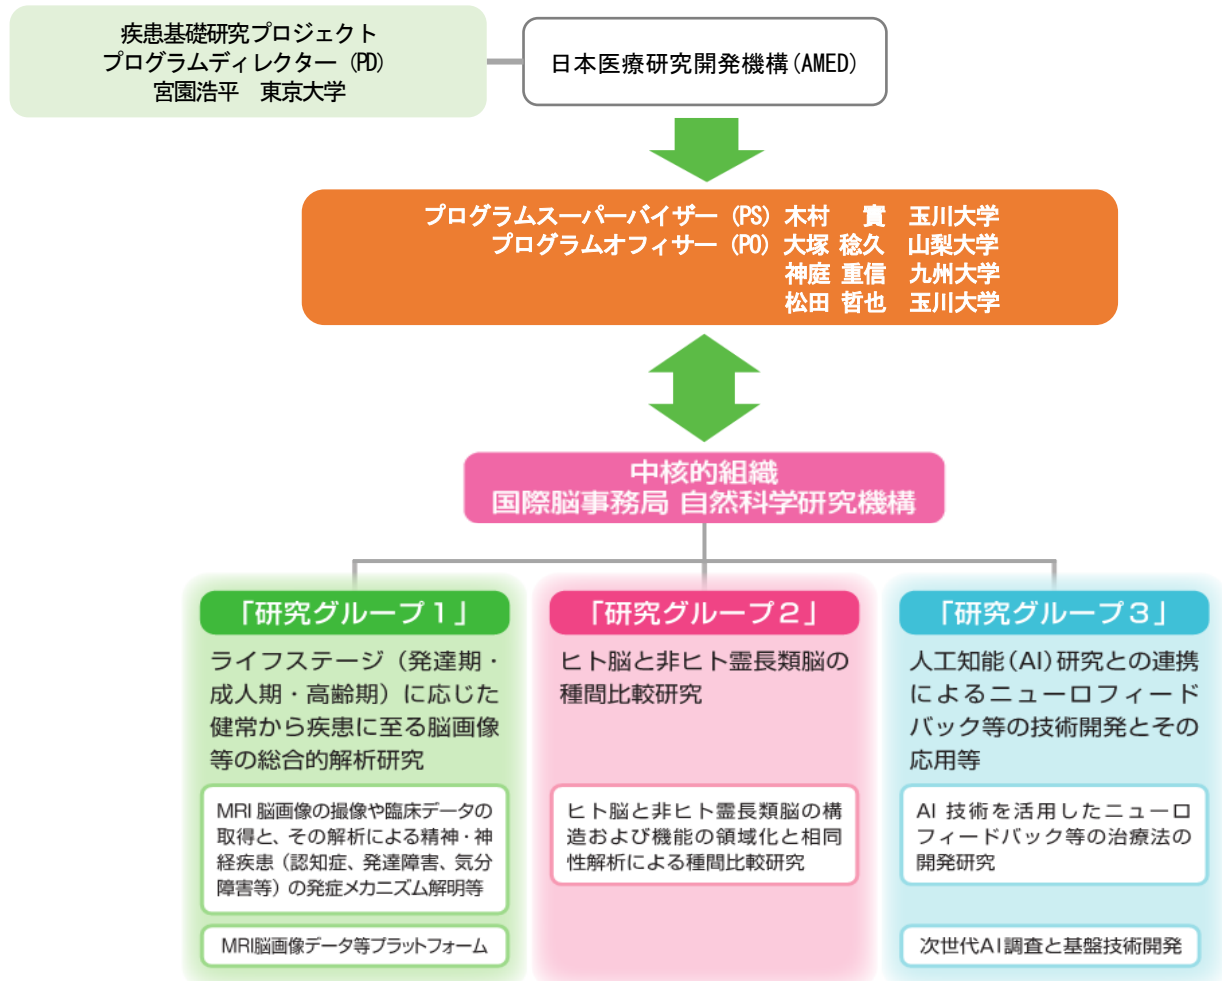 疾患基礎研究プロジェクト
プログラムディレクター（PD）
宮園浩平　東京大学
日本医療研究開発機構（AMED）
プログラムスーパーバイザー（PS）木村　實　玉川大学
プログラムオフィサー（PO）大塚 稔久　山梨大学
神庭 重信　九州大学
松田 哲也　玉川大学
中核的組織
国際脳事務局 自然科学研究機構
「研究グループ１」
ライフステージ（発達期・
成人期・高齢期）に応じた
健常から疾患に至る脳画像
等の総合的解析研究
MRI 脳画像の撮像や臨床データの
取得と、その解析による精神・神
経疾患（認知症、発達障害、気分
障害等）の発症メカニズム解明等
MRI脳画像データ等プラットフォーム
「研究グループ２」
ヒト脳と非ヒト霊長類脳の
種間比較研究
ヒト脳と非ヒト霊長類脳の構
造および機能の領域化と相同
性解析による種間比較研究
「研究グループ３」
人工知能（AI）研究との連携
によるニューロフィード
バック等の技術開発とその
応用等
AI 技術を活用したニューロ
フィードバック等の治療法の
開発研究
次世代AI調査と基盤技術開発